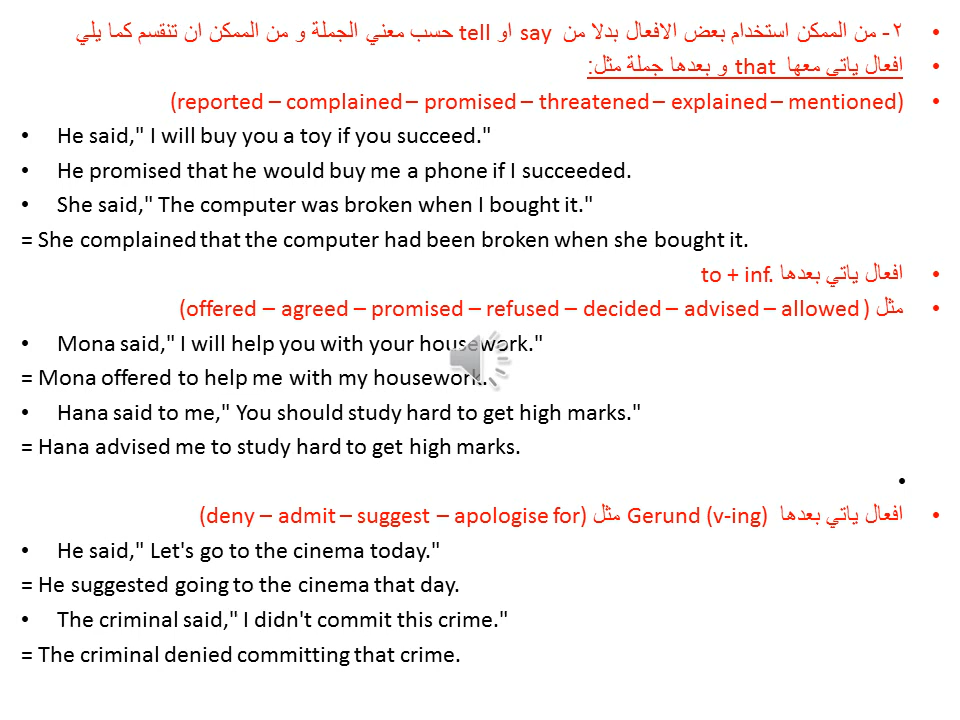 • ٢- من الممكن استخدام بعض الافعال بدلا من say او tell حسب معني الجملة و من الممكن ان تنقسم كما يلي
• افعال ياتي معها that و بعدها جملة مثل:
• (reported – complained – promised – threatened – explained – mentioned)
• He said," I will buy you a toy if you succeed."
• He promised that he would buy me a phone if I succeeded.
• She said," The computer was broken when I bought it."
= She complained that the computer had been broken when she bought it.
• افعال ياتي بعدها to + inf.
• مثل ( offered – agreed – promised – refused – decided – advised – allowed)
• Mona said," I will help you with your housework."
= Mona offered to help me with my housework.
• Hana said to me," You should study hard to get high marks."
= Hana advised me to study hard to get high marks.
•
• افعال ياتي بعدها Gerund (v-ing) مثل (deny – admit – suggest – apologise for)
• He said," Let's go to the cinema today."
= He suggested going to the cinema that day.
• The criminal said," I didn't commit this crime."
= The criminal denied committing that crime.